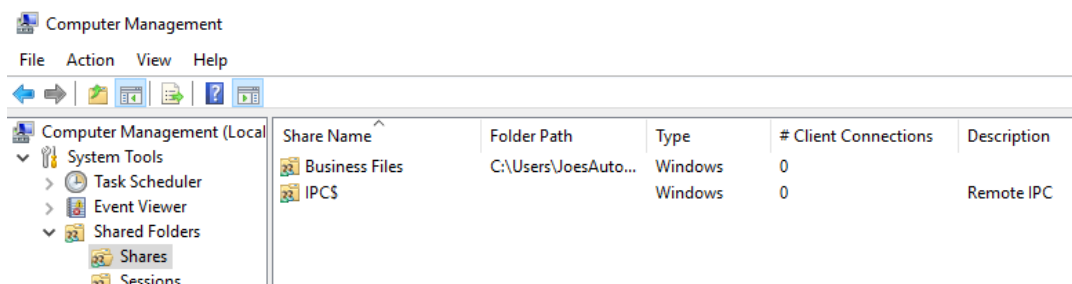 Computer Management
File Action View Help
Computer Management (Local
System Tools
Task Scheduler
Event Viewer
Shared Folders
Shares
Sessions
Share Name Folder Path Type # Client Connections Description
Business Files C:\Users\JoesAuto... Windows 0
IPC$ Windows 0 Remote IPC